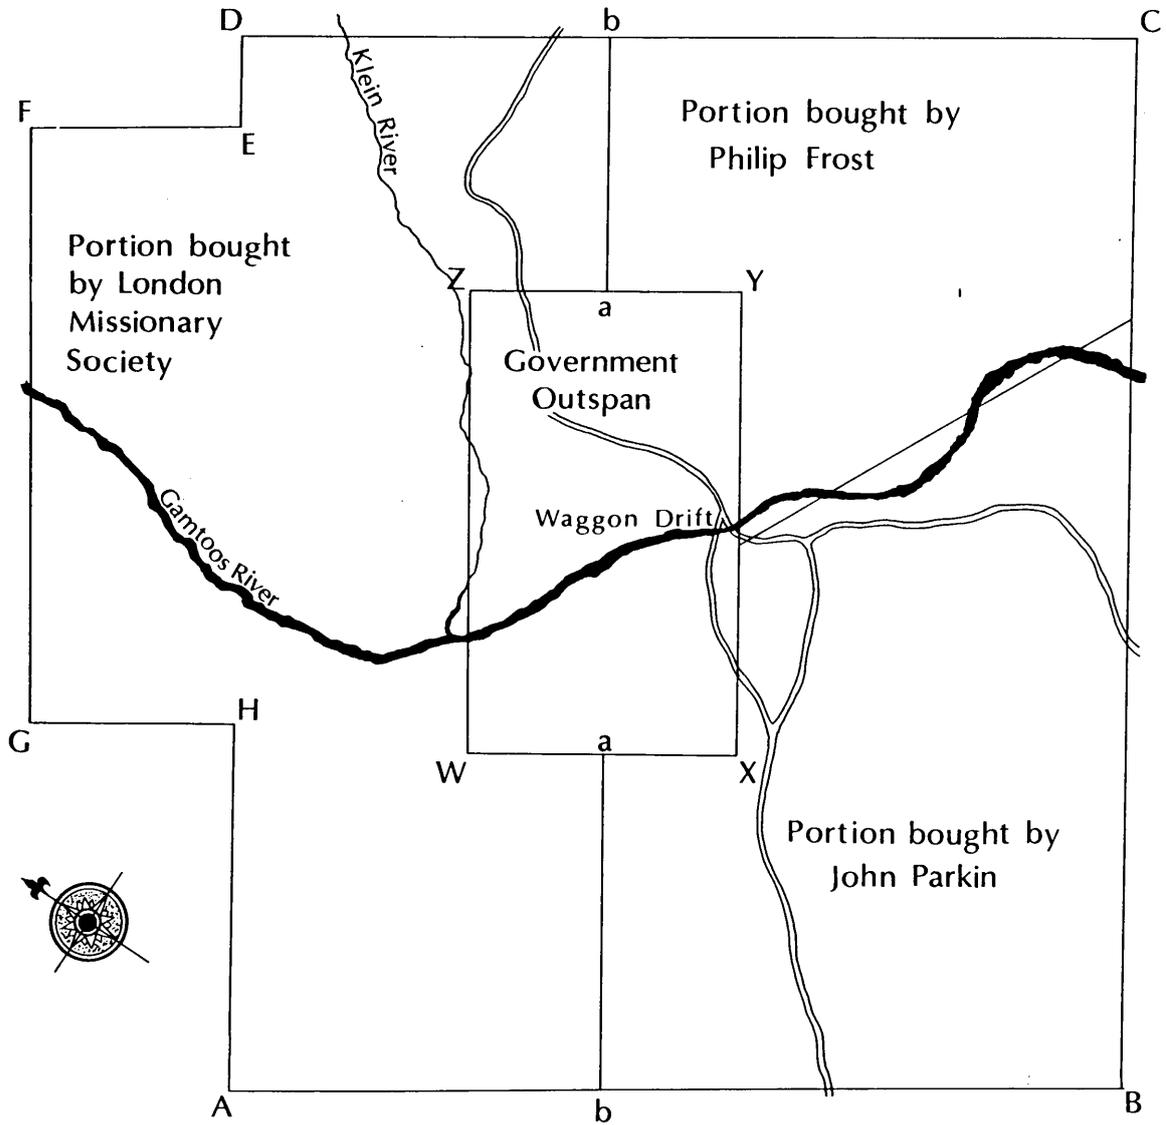 D b C
Klein River
F
E
Portion bought by
Philip Frost
Portion bought
by London
Missionary
Society
Z Y
a
Government
Outspan
Waggon Drift
Gamtoos River
H
G
a
W X
Portion bought by
John Parkin
A b B